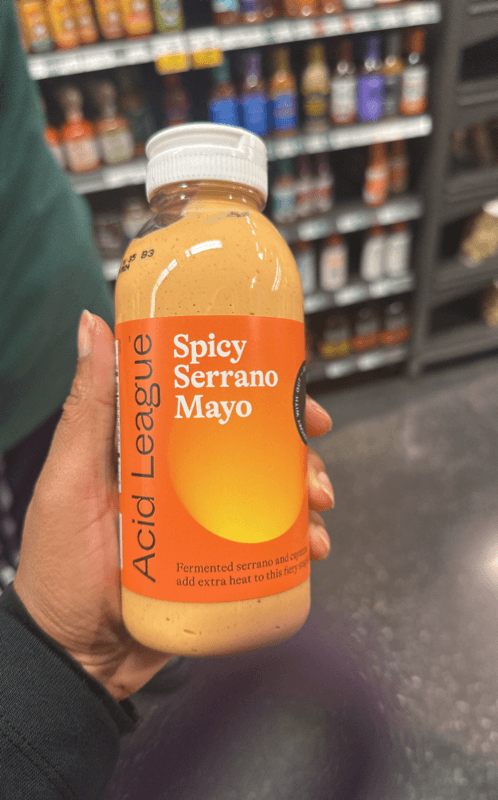 Acid League
Spicy
Serrano
Mayo
Fermented serrano and
add extra heat to this fiery